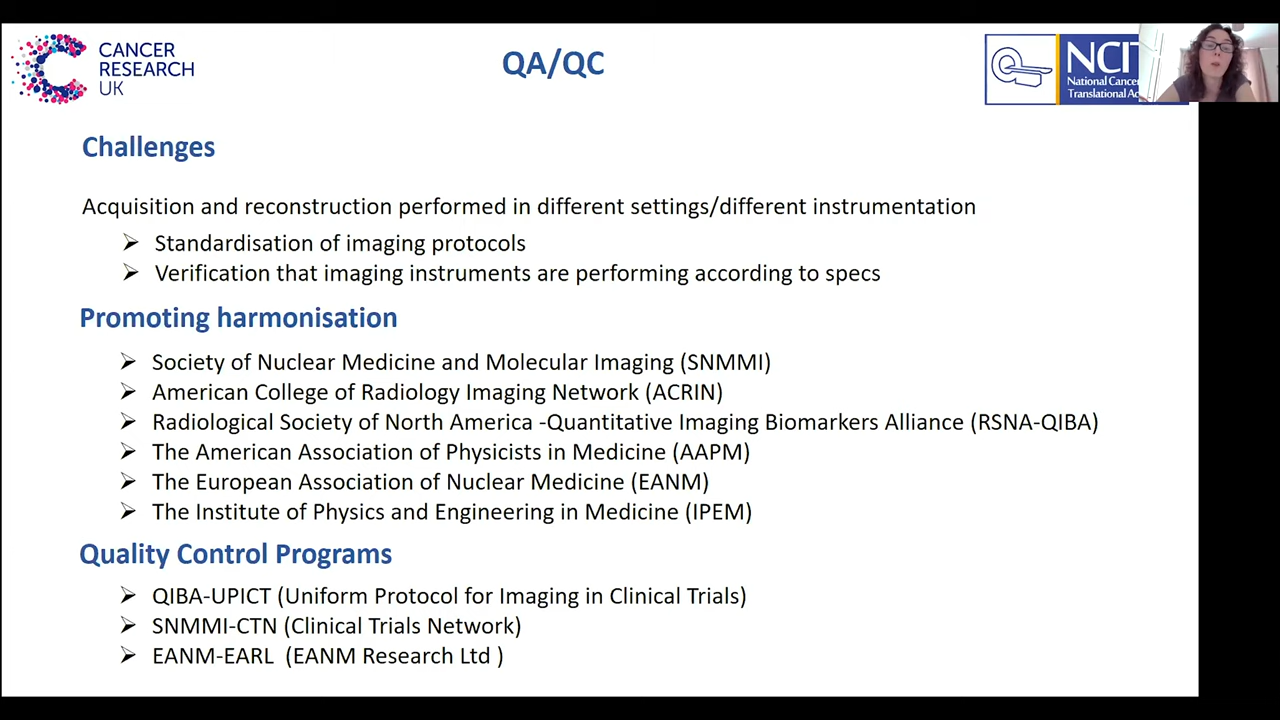 CANCER
RESEARCH
UK
QA/QC
NCIT
National Cance
Translational Ac
Challenges
Acquisition and reconstruction performed in different settings/different instrumentation
➢ Standardisation of imaging protocols
➢ Verification that imaging instruments are performing according to specs
Promoting harmonisation
➢ Society of Nuclear Medicine and Molecular Imaging (SNMMI)
➢ American College of Radiology Imaging Network (ACRIN)
➢ Radiological Society of North America -Quantitative Imaging Biomarkers Alliance (RSNA-QIBA)
➢ The American Association of Physicists in Medicine (AAPM)
➢ The European Association of Nuclear Medicine (EANM)
➢ The Institute of Physics and Engineering in Medicine (IPEM)
Quality Control Programs
➢ QIBA-UPICT (Uniform Protocol for Imaging in Clinical Trials)
➢ SNMMI-CTN (Clinical Trials Network)
➢ EANM-EARL (EANM Research Ltd )